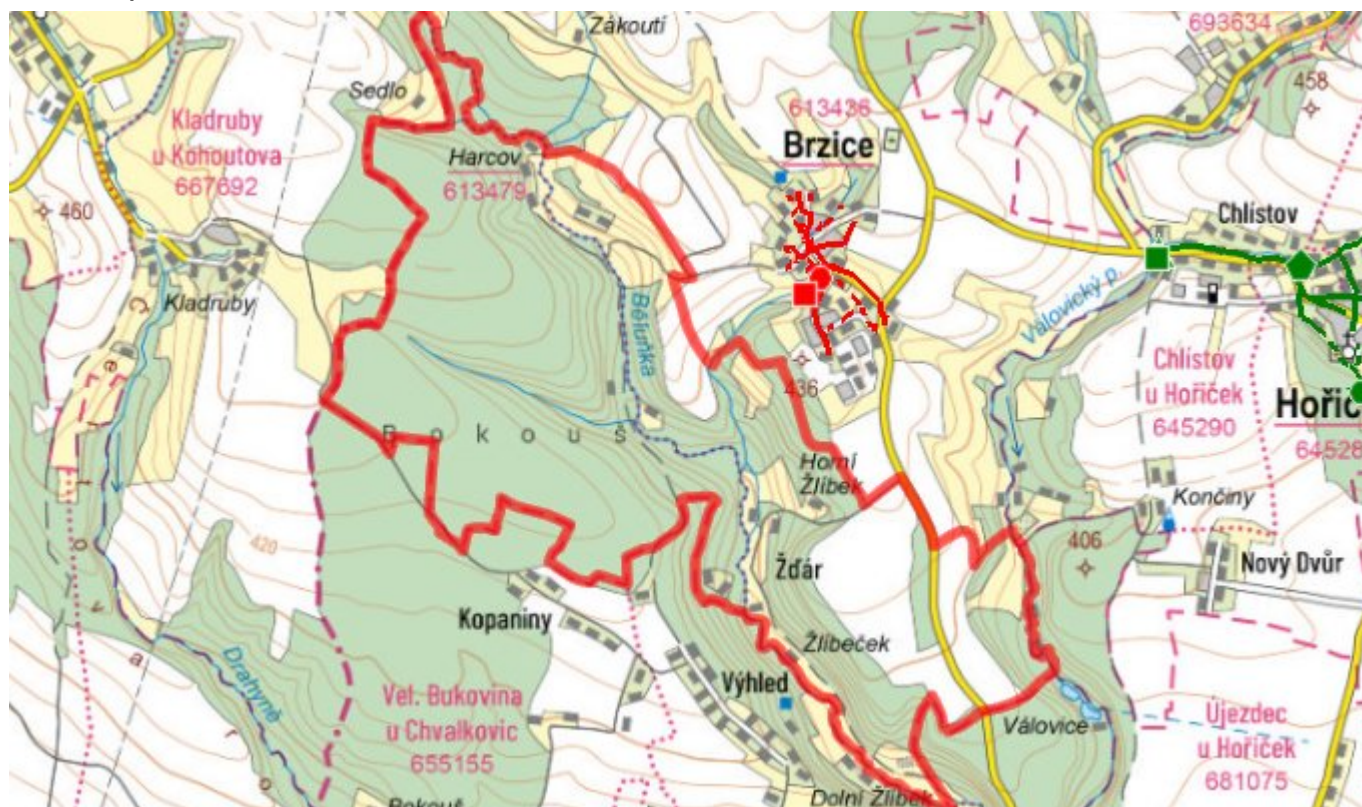 Zákoutí
693634
458
Sedlo
Kladruby
u Kohoutova
667692
613436
Brzice
Harcov
613479
460
Chlístov
Kladruby
Běluňka
Válovický p.
Chlístov
u Hořiček
645290
436
Hořič
64528
B o k o u š
Horní
Žlíbek
Končiny
420
406
Nový Dvůr
Žďár
Kopaniny
Žlíbeček
Drahyně
Výhled
Vel. Bukovina
u Chvalkovic
655155
Válovice
Újezdec
u Hořiček
681075
Dolní Žlíbek